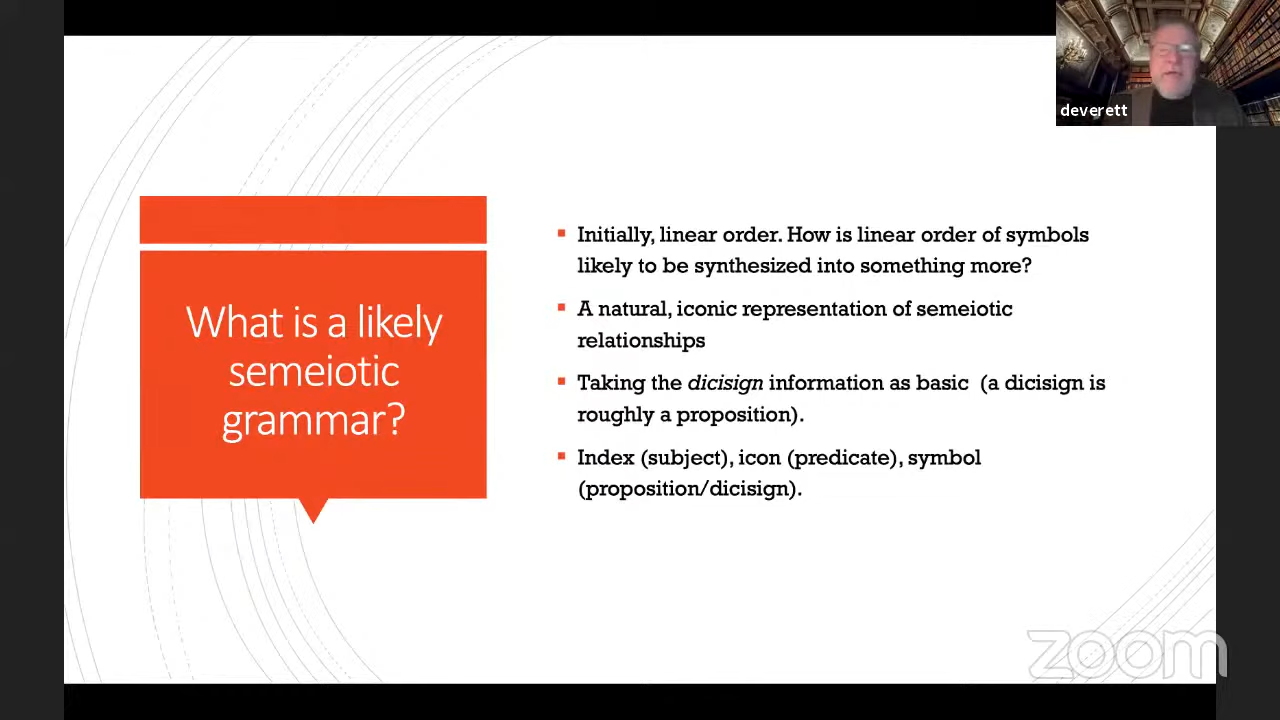 deverett
What is a likely
semeiotic
grammar?
Initially, linear order. How is linear order of symbols
likely to be synthesized into something more?
A natural, iconic representation of semeiotic
relationships
Taking the dicisign information as basic (a dicisign is
roughly a proposition).
Index (subject), icon (predicate), symbol
(proposition/dicisign).
zoom